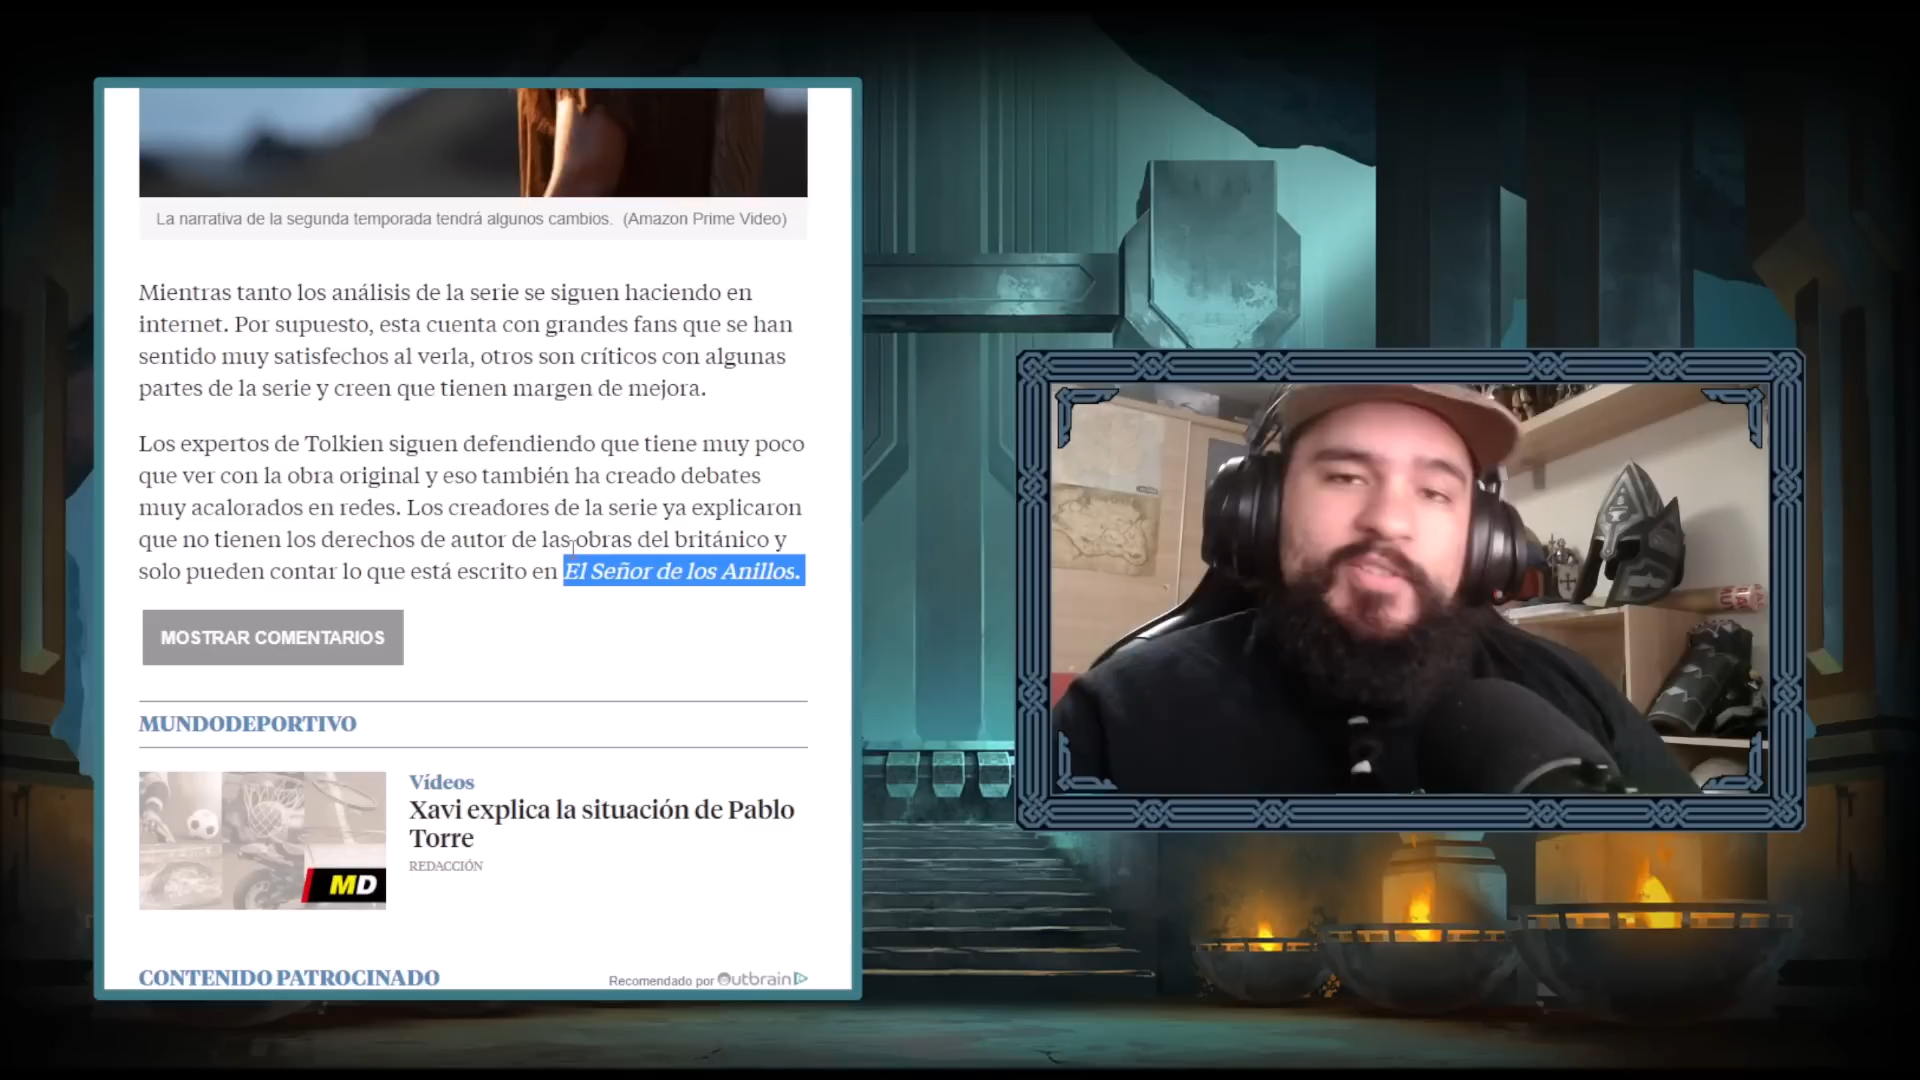 La narrativa de la segunda temporada tendrá algunos cambios. (Amazon Prime Video)
Mientras tanto los análisis de la serie se siguen haciendo en
internet. Por supuesto, esta cuenta con grandes fans que se han
sentido muy satisfechos al verla, otros son críticos con algunas
partes de la serie y creen que tienen margen de mejora.
Los expertos de Tolkien siguen defendiendo que tiene muy poco
que ver con la obra original y eso también ha creado debates
muy acalorados en redes. Los creadores de la serie ya explicaron
que no tienen los derechos de autor de las obras del británico y
solo pueden contar lo que está escrito en El Señor de los Anillos.
MOSTRAR COMENTARIOS
MUNDODEPORTIVO
Vídeos
Xavi explica la situación de Pablo
Torre
REDACCIÓN
MD
CONTENIDO PATROCINADO
Recomendado por Outbrain